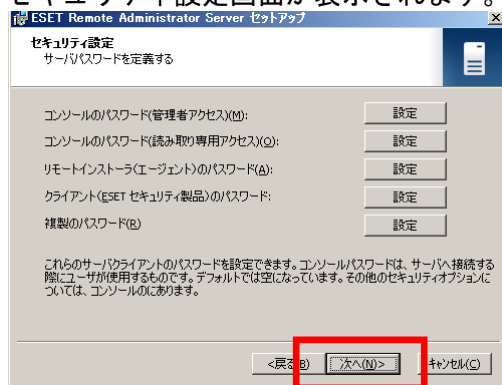 セキュリティ設定画面が表示されます。
ESET Remote Administrator Server セットアップ
セキュリティ設定
サーバパスワードを定義する
コンソールのパスワード(管理者アクセス)(M): 設定
コンソールのパスワード(読み取り専用アクセス)(O): 設定
リモートインストーラ(エージェント)のパスワード(A): 設定
クライアント(ESET セキュリティ製品)のパスワード: 設定
複製のパスワード(R) 設定
これらのサーバクライアントのパスワードを設定できます。コンソールパスワードは、サーバへ接続する
際にユーザが使用するものです。デフォルトでは空になっています。その他のセキュリティオプションに
ついては、コンソールのにあります。
<戻る(B) 次へ(N)> キャンセル(C)